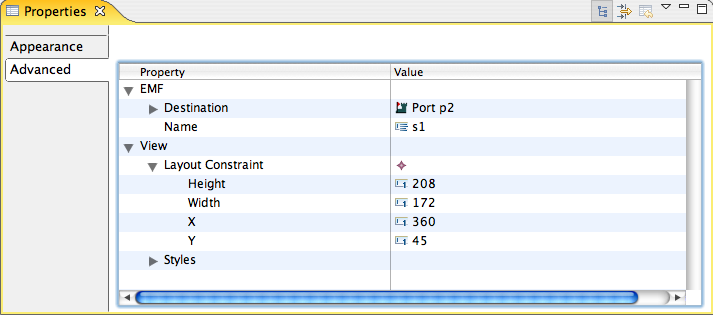 Properties
Appearance
Advanced
Property Value
EMF
Destination Port p2
Name s1
View
Layout Constraint
Height 208
Width 172
X 360
Y 45
Styles